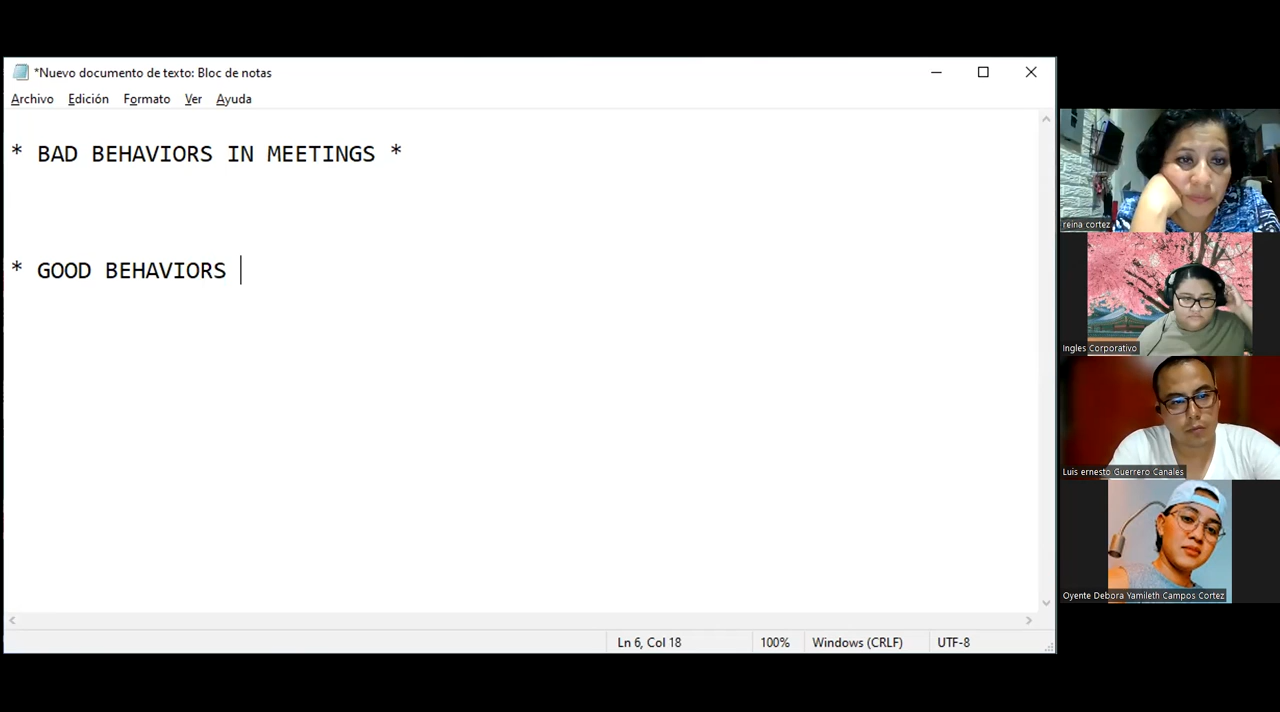 *Nuevo documento de texto: Bloc de notas
Archivo Edición Formato Ver Ayuda
* BAD BEHAVIORS IN MEETINGS *
* GOOD BEHAVIORS
Ln 6, Col 18 100% Windows (CRLF) UTF-8
reina cortez
Ingles Corporativo
Luis ernesto Guerrero Canales
Oyente Debora Yamileth Campos Cortez